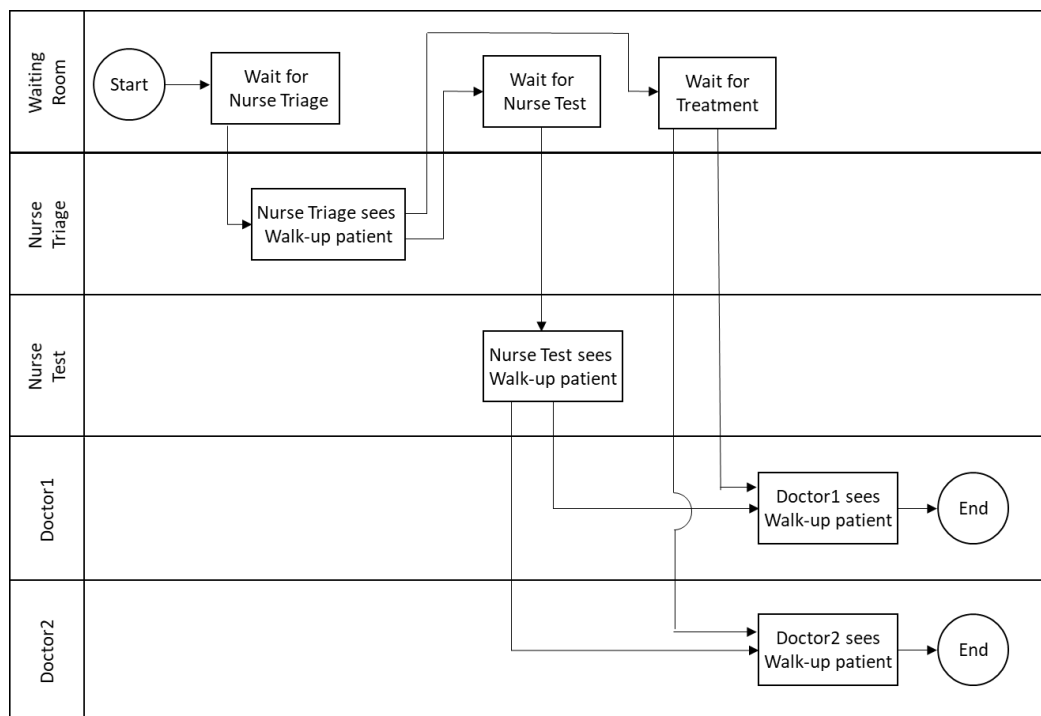 Waiting
Room
Start
Wait for
Nurse Triage
Wait for
Nurse Test
Wait for
Treatment
Nurse
Triage
Nurse Triage sees
Walk-up patient
Nurse
Test
Nurse Test sees
Walk-up patient
Doctor1
Doctor1 sees
Walk-up patient
End
Doctor2
Doctor2 sees
Walk-up patient
End